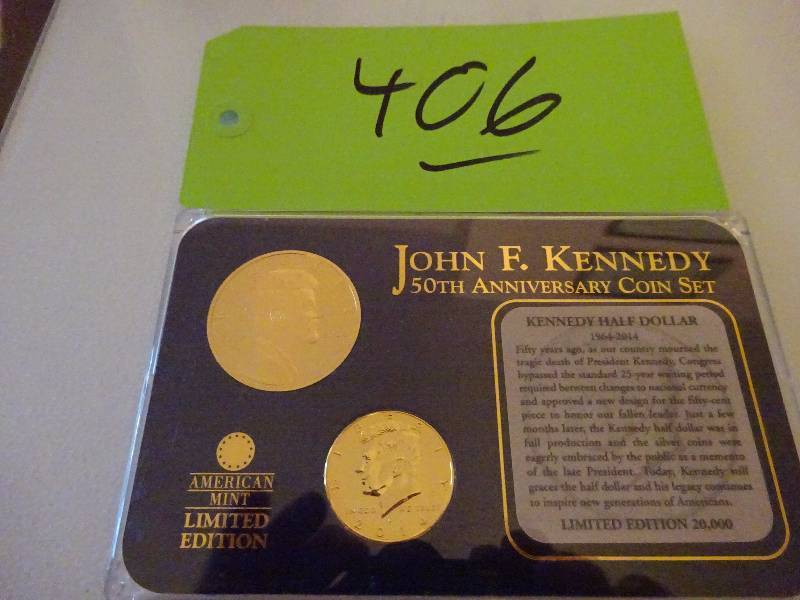 406
JOHN F. KENNEDY
50TH ANNIVERSARY COIN SET
KENNEDY HALF DOLLAR
1964-2014
Fifty years ago, as our country mourned the
tragic death of President Kennedy, Congress
bypassed the standard 25-year waiting period
required between changes to national currency
and approved a new design for the fifty-cent
piece to honor our fallen leader. Just a few
months later, the Kennedy half dollar was in
full production and the silver coins were
eagerly embraced by the public as a memento
of the late President. Today, Kennedy still
graces the half dollar and his legacy continues
to inspire new generations of Americans.
LIMITED EDITION 20,000
AMERICAN
MINT
LIMITED
EDITION
2014